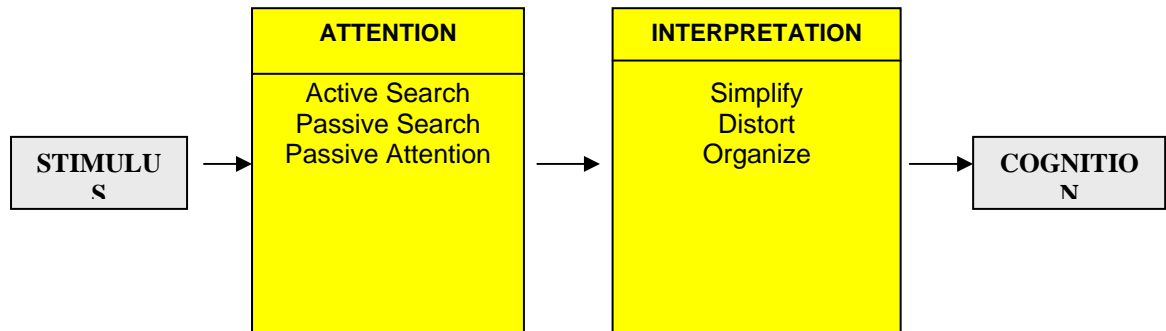 STIMULU
S
ATTENTION
Active Search
Passive Search
Passive Attention
INTERPRETATION
Simplify
Distort
Organize
COGNITIO
N